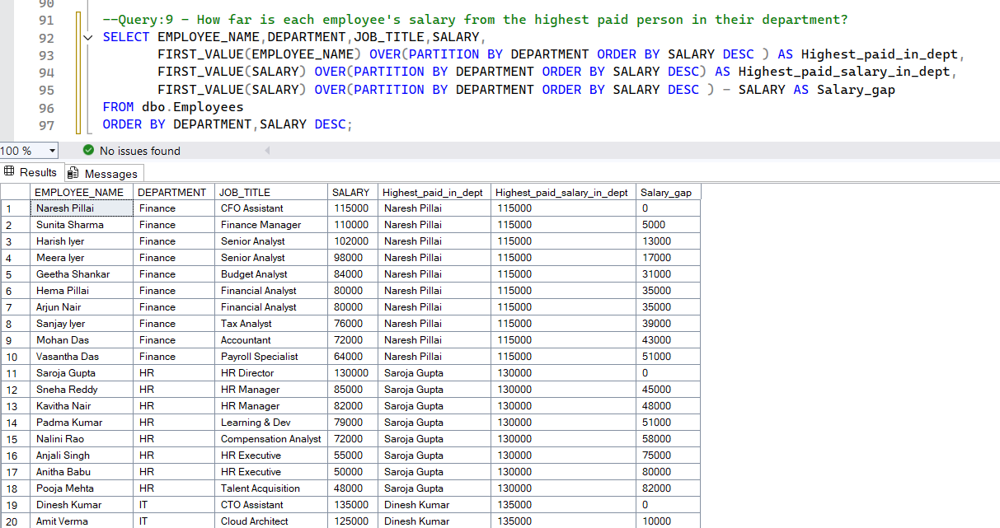 90
91 --Query:9 - How far is each employee's salary from the highest paid person in their department?
92 SELECT EMPLOYEE_NAME,DEPARTMENT,JOB_TITLE,SALARY,
93 FIRST_VALUE(EMPLOYEE_NAME) OVER(PARTITION BY DEPARTMENT ORDER BY SALARY DESC ) AS Highest_paid_in_dept,
94 FIRST_VALUE(SALARY) OVER(PARTITION BY DEPARTMENT ORDER BY SALARY DESC) AS Highest_paid_salary_in_dept,
95 FIRST_VALUE(SALARY) OVER(PARTITION BY DEPARTMENT ORDER BY SALARY DESC ) - SALARY AS Salary_gap
96 FROM dbo.Employees
97 ORDER BY DEPARTMENT,SALARY DESC;
100 % No issues found
Results Messages
EMPLOYEE_NAME DEPARTMENT JOB_TITLE SALARY Highest_paid_in_dept Highest_paid_salary_in_dept Salary_gap
1 Naresh Pillai Finance CFO Assistant 115000 Naresh Pillai 115000 0
2 Sunita Sharma Finance Finance Manager 110000 Naresh Pillai 115000 5000
3 Harish Iyer Finance Senior Analyst 102000 Naresh Pillai 115000 13000
4 Meera Iyer Finance Senior Analyst 98000 Naresh Pillai 115000 17000
5 Geetha Shankar Finance Budget Analyst 84000 Naresh Pillai 115000 31000
6 Hema Pillai Finance Financial Analyst 80000 Naresh Pillai 115000 35000
7 Arjun Nair Finance Financial Analyst 80000 Naresh Pillai 115000 35000
8 Sanjay Iyer Finance Tax Analyst 76000 Naresh Pillai 115000 39000
9 Mohan Das Finance Accountant 72000 Naresh Pillai 115000 43000
10 Vasantha Das Finance Payroll Specialist 64000 Naresh Pillai 115000 51000
11 Saroja Gupta HR HR Director 130000 Saroja Gupta 130000 0
12 Sneha Reddy HR HR Manager 85000 Saroja Gupta 130000 45000
13 Kavitha Nair HR HR Manager 82000 Saroja Gupta 130000 48000
14 Padma Kumar HR Learning & Dev 79000 Saroja Gupta 130000 51000
15 Nalini Rao HR Compensation Analyst 72000 Saroja Gupta 130000 58000
16 Anjali Singh HR HR Executive 55000 Saroja Gupta 130000 75000
17 Anitha Babu HR HR Executive 50000 Saroja Gupta 130000 80000
18 Pooja Mehta HR Talent Acquisition 48000 Saroja Gupta 130000 82000
19 Dinesh Kumar IT CTO Assistant 135000 Dinesh Kumar 135000 0
20 Amit Verma IT Cloud Architect 125000 Dinesh Kumar 135000 10000